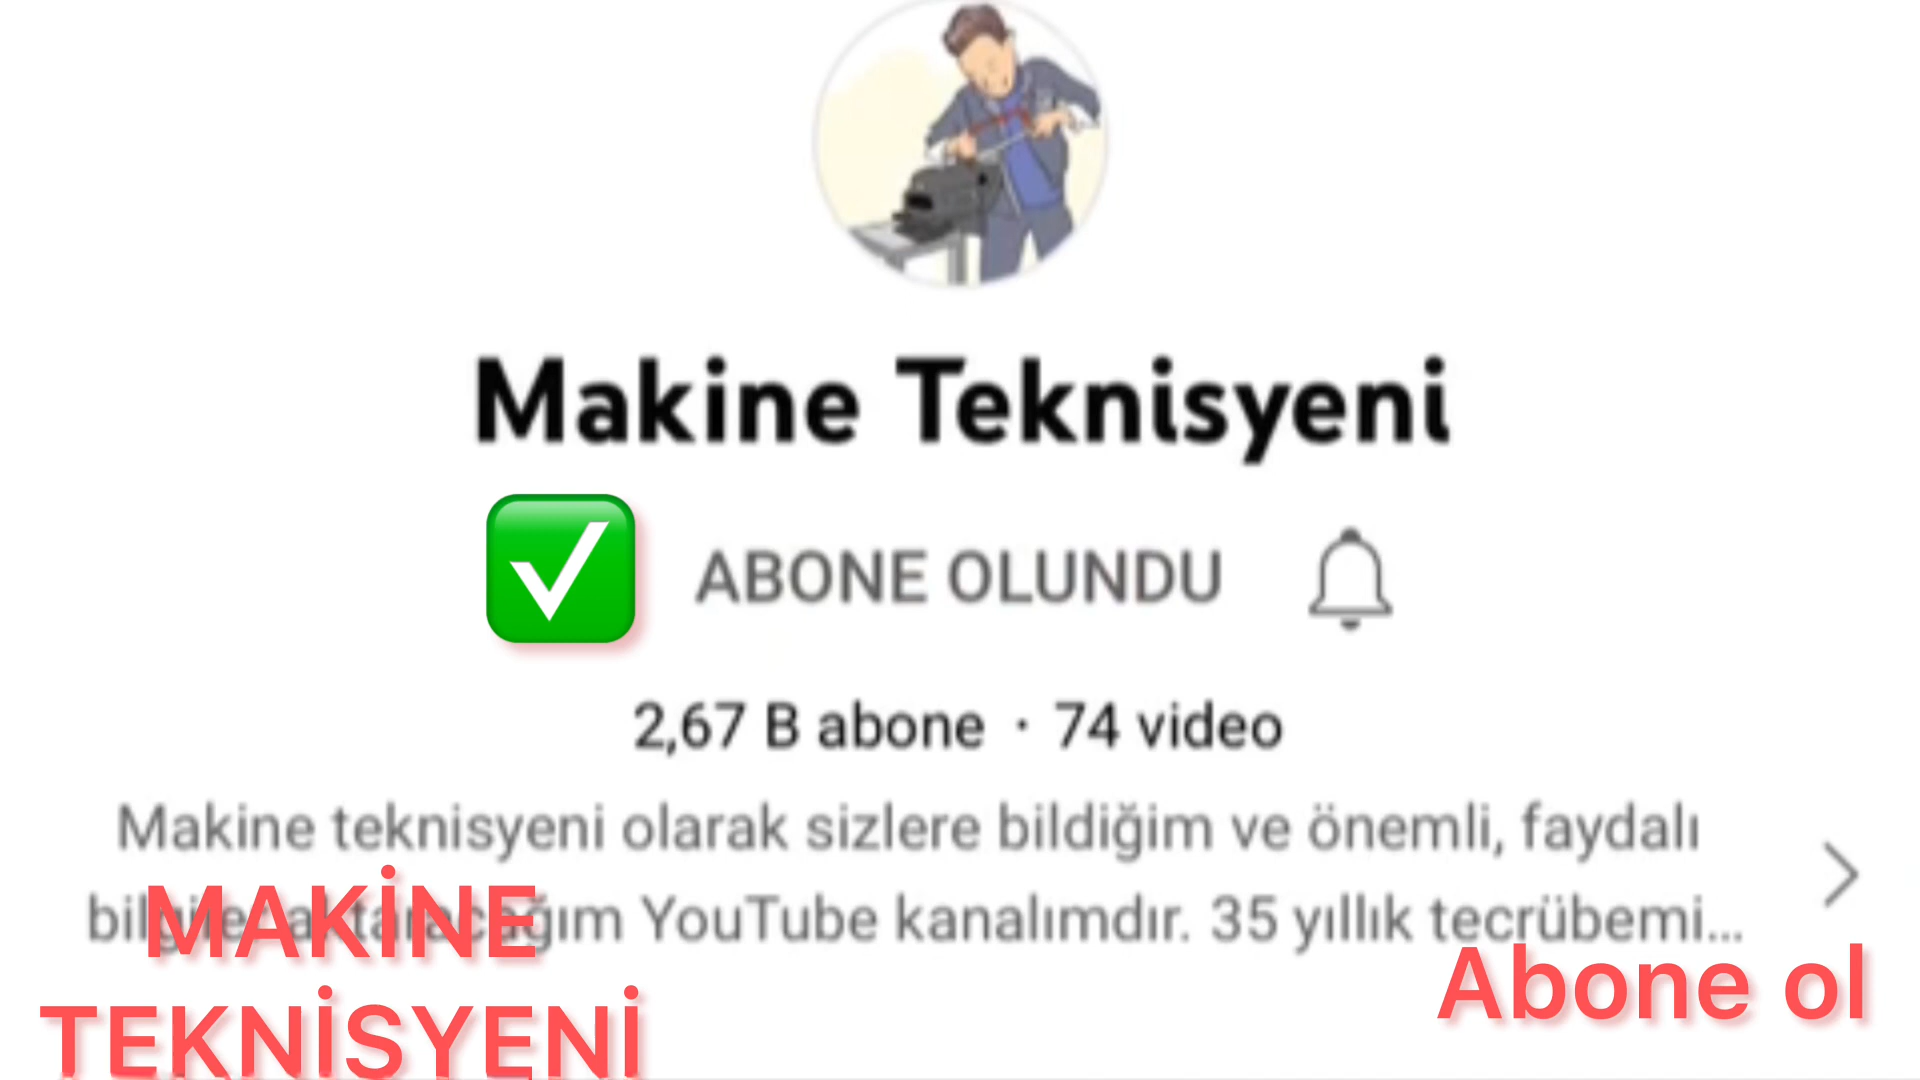 Makine Teknisyeni
ABONE OLUNDU
2,67 B abone · 74 video
Makine teknisyeni olarak sizlere bildiğim ve önemli, faydalı
aktaracağım YouTube kanalımdır. 35 yıllık tecrübemi...
MAKİNE
TEKNİSYENİ
Abone ol